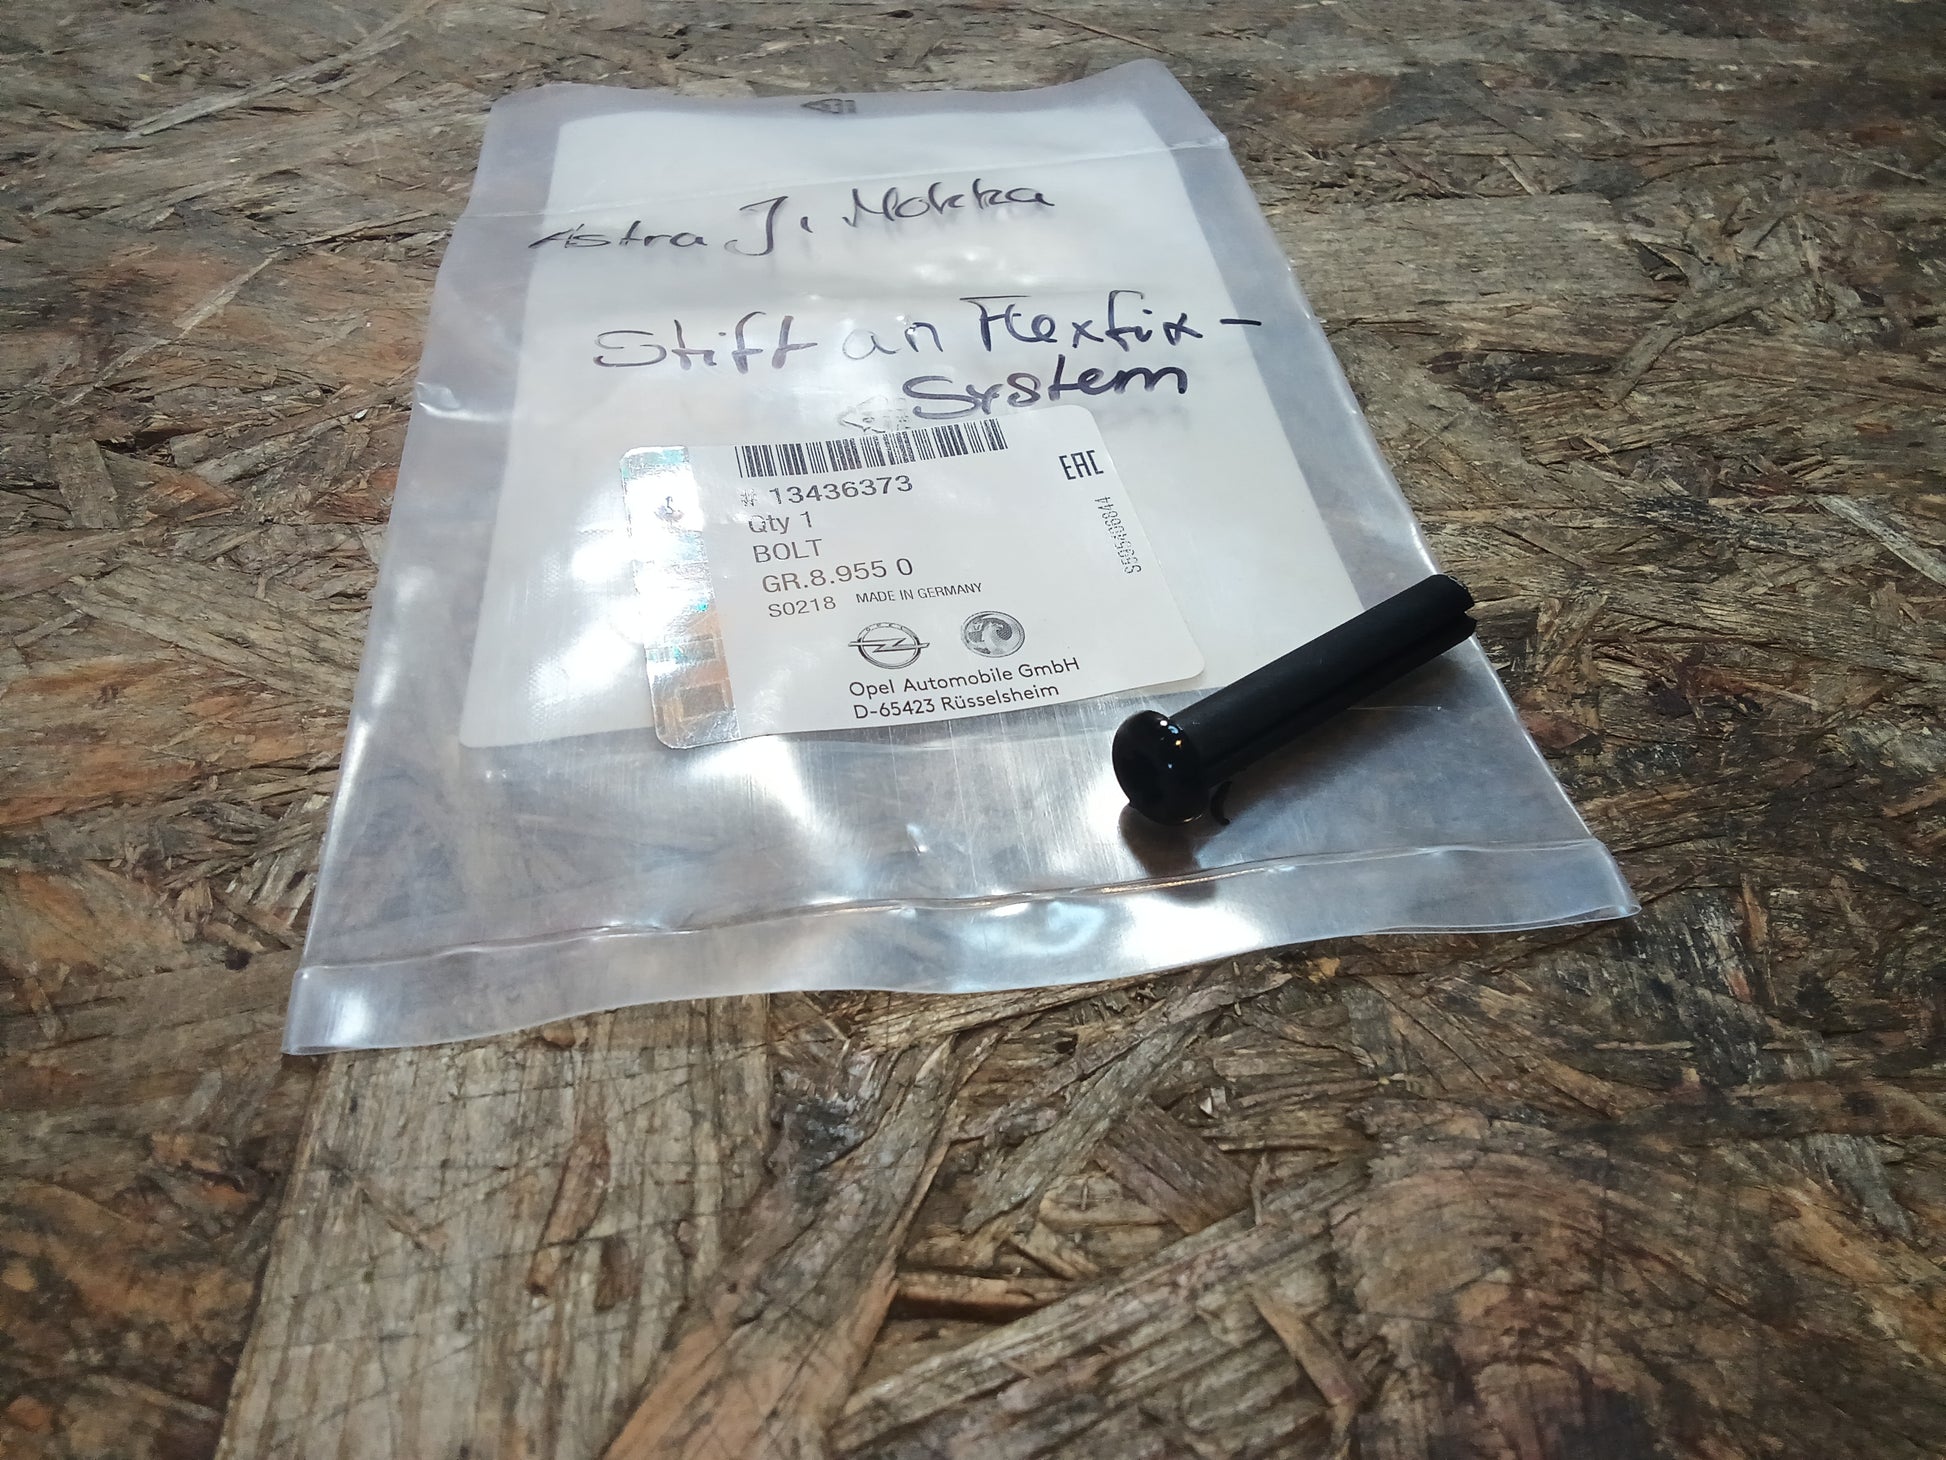 Astra J, Mokka
Stift an Flexfix-
System
# 13436373
EAC
Qty 1
BOLT
GR.8.955 0
S0218 MADE IN GERMANY
OPEL
Opel Automobile GmbH
D-65423 Rüsselsheim